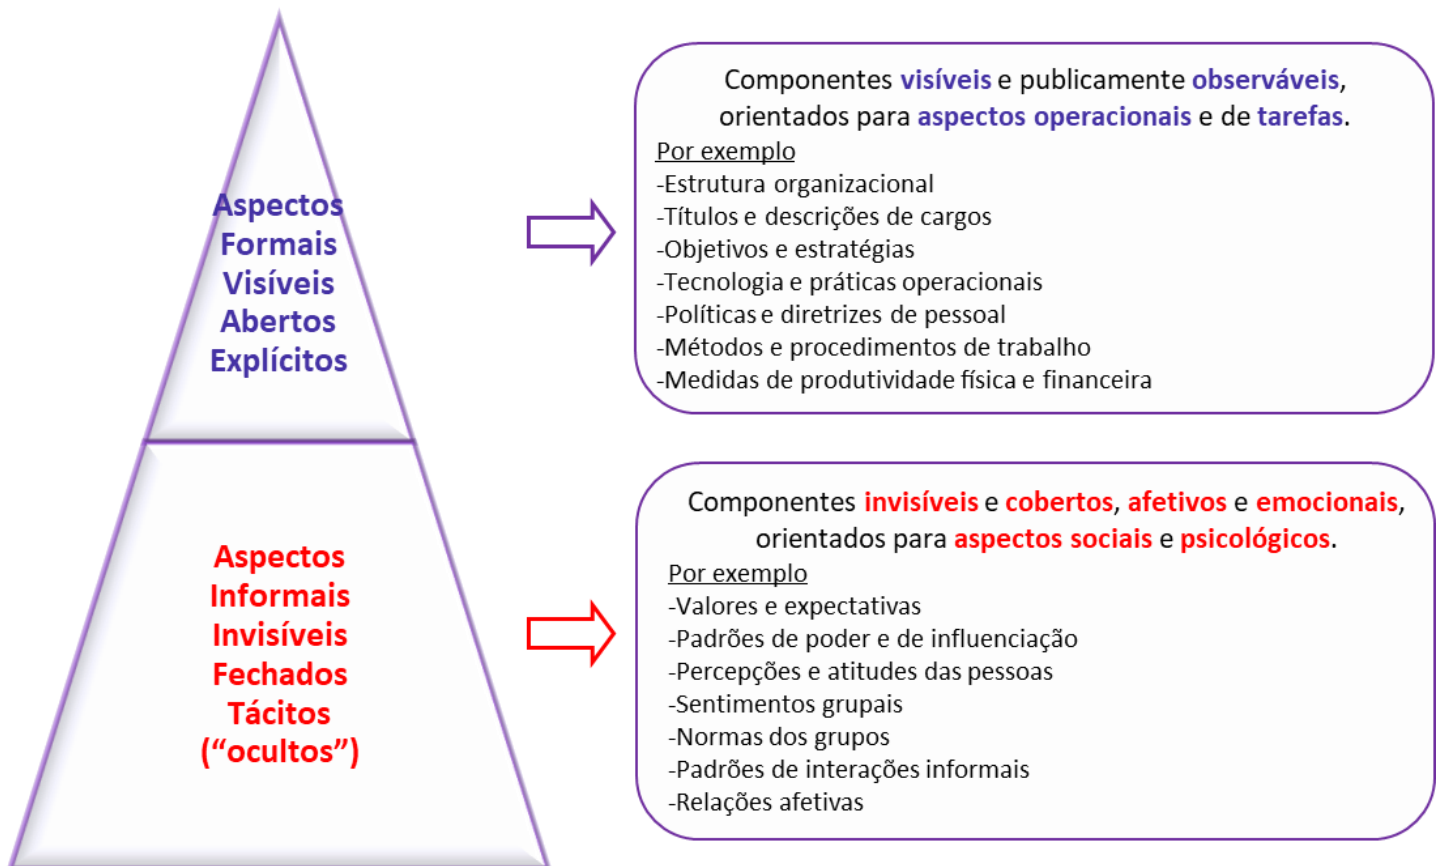 Aspectos
Formais
Visíveis
Abertos
Explícitos
Componentes visíveis e publicamente observáveis,
orientados para aspectos operacionais e de tarefas.
Por exemplo
-Estrutura organizacional
-Títulos e descrições de cargos
-Objetivos e estratégias
-Tecnologia e práticas operacionais
-Políticas e diretrizes de pessoal
-Métodos e procedimentos de trabalho
-Medidas de produtividade física e financeira
Aspectos
Informais
Invisíveis
Fechados
Tácitos
(“ocultos”)
Componentes invisíveis e cobertos, afetivos e emocionais,
orientados para aspectos sociais e psicológicos.
Por exemplo
-Valores e expectativas
-Padrões de poder e de influenciação
-Percepções e atitudes das pessoas
-Sentimentos grupais
-Normas dos grupos
-Padrões de interações informais
-Relações afetivas